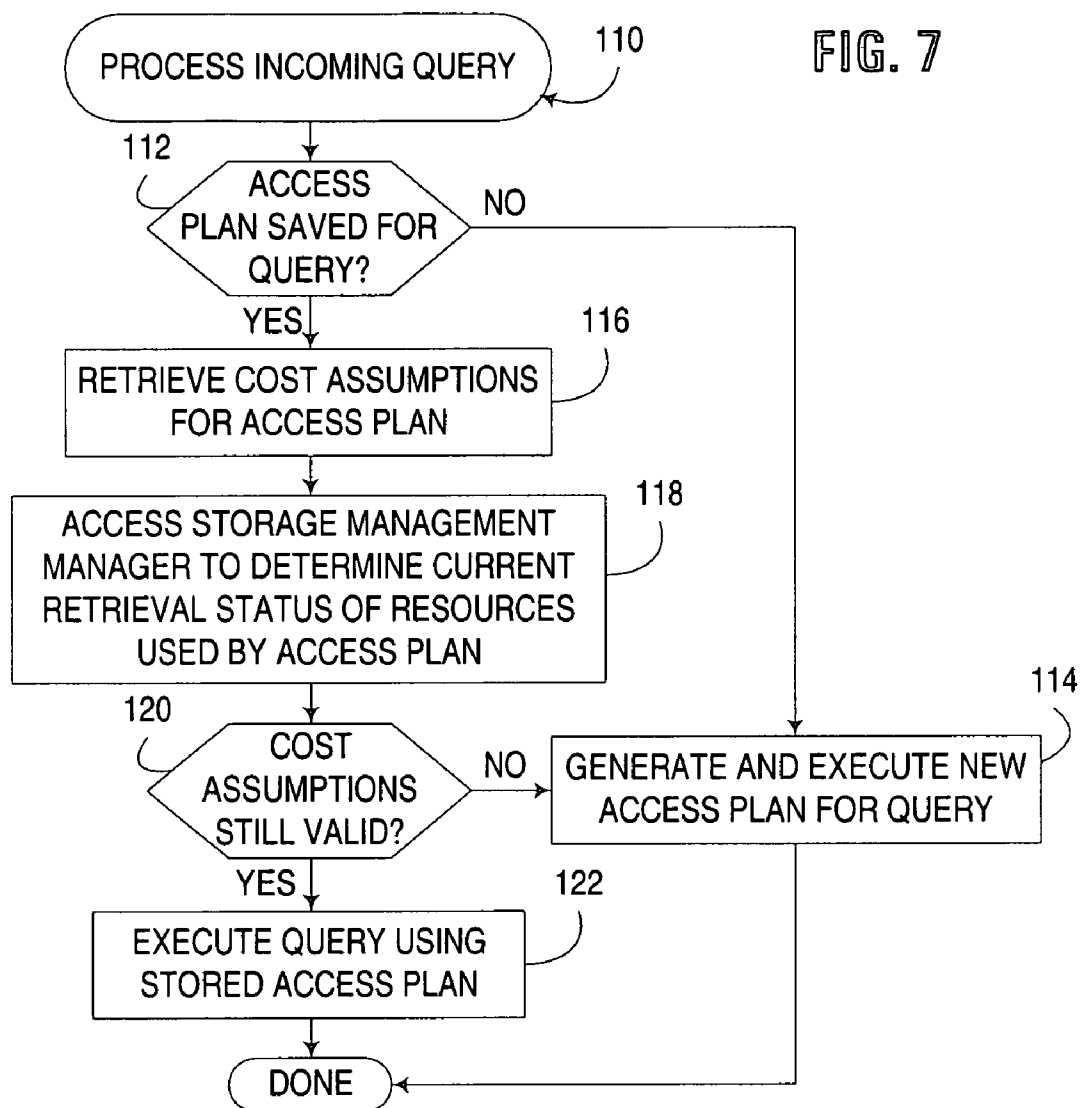 FIG. 7
PROCESS INCOMING QUERY
110
112
ACCESS
PLAN SAVED FOR
QUERY?
NO
YES
116
RETRIEVE COST ASSUMPTIONS
FOR ACCESS PLAN
118
ACCESS STORAGE MANAGEMENT
MANAGER TO DETERMINE CURRENT
RETRIEVAL STATUS OF RESOURCES
USED BY ACCESS PLAN
120
COST
ASSUMPTIONS
STILL VALID?
NO
114
GENERATE AND EXECUTE NEW
ACCESS PLAN FOR QUERY
YES
122
EXECUTE QUERY USING
STORED ACCESS PLAN
DONE